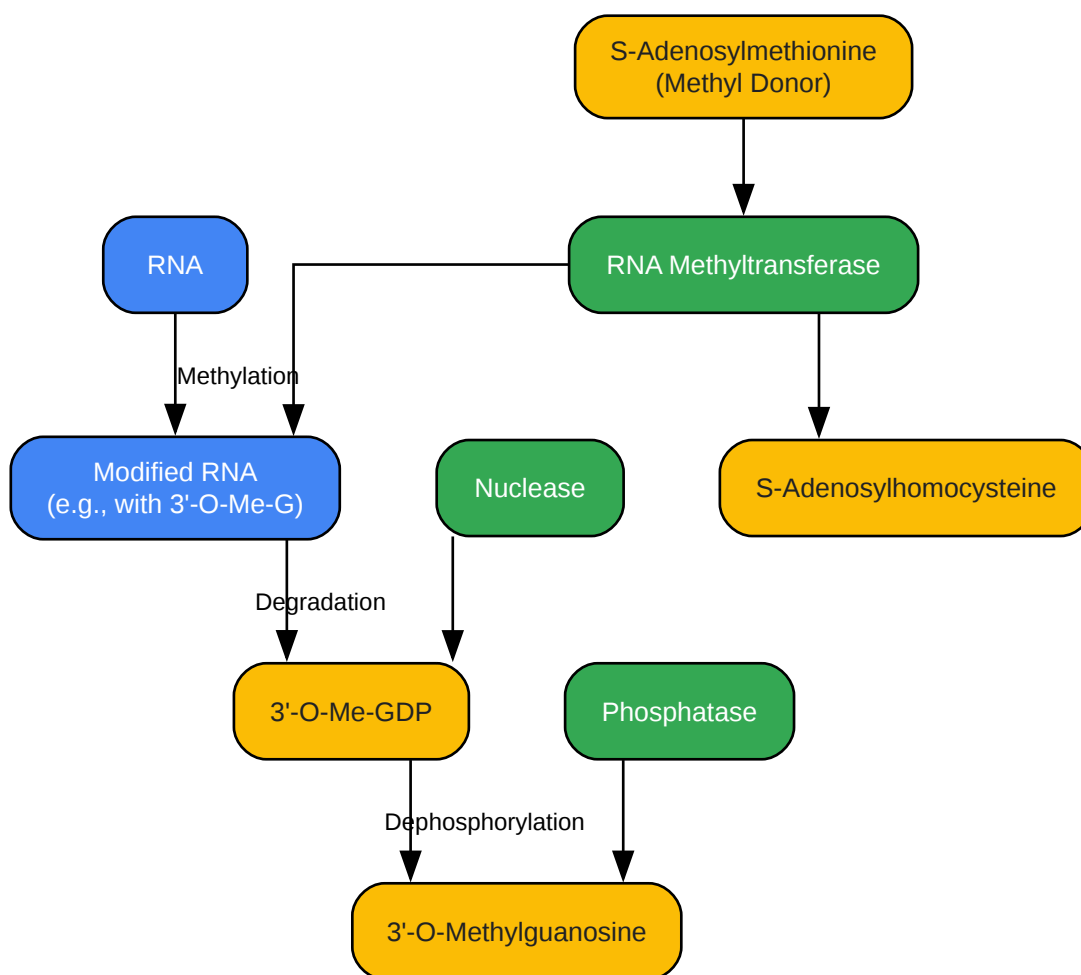 S-Adenosylmethionine
(Methyl Donor)
RNA
RNA Methyltransferase
Methylation
Modified RNA
(e.g., with 3'-O-Me-G)
Nuclease
S-Adenosylhomocysteine
Degradation
3'-O-Me-GDP
Phosphatase
Dephosphorylation
3'-O-Methylguanosine